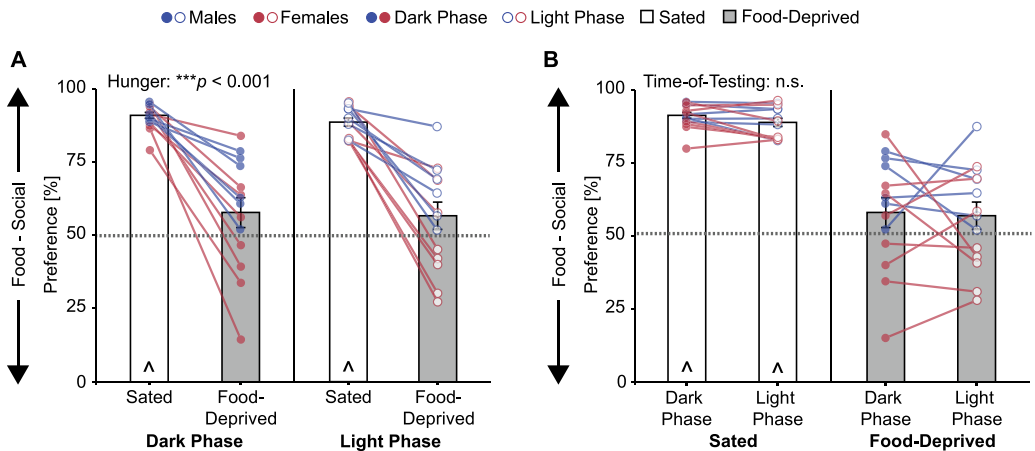 Males Females Dark Phase Light Phase Sated Food-Deprived
A
Hunger: ***p < 0.001
Food - Social
Preference [%]
100
75
50
25
0
^
^
Sated
Food-
Deprived
Sated
Food-
Deprived
Dark Phase
Light Phase
B
Time-of-Testing: n.s.
Food - Social
Preference [%]
100
75
50
25
0
^
^
Dark
Phase
Light
Phase
Dark
Phase
Light
Phase
Sated
Food-Deprived